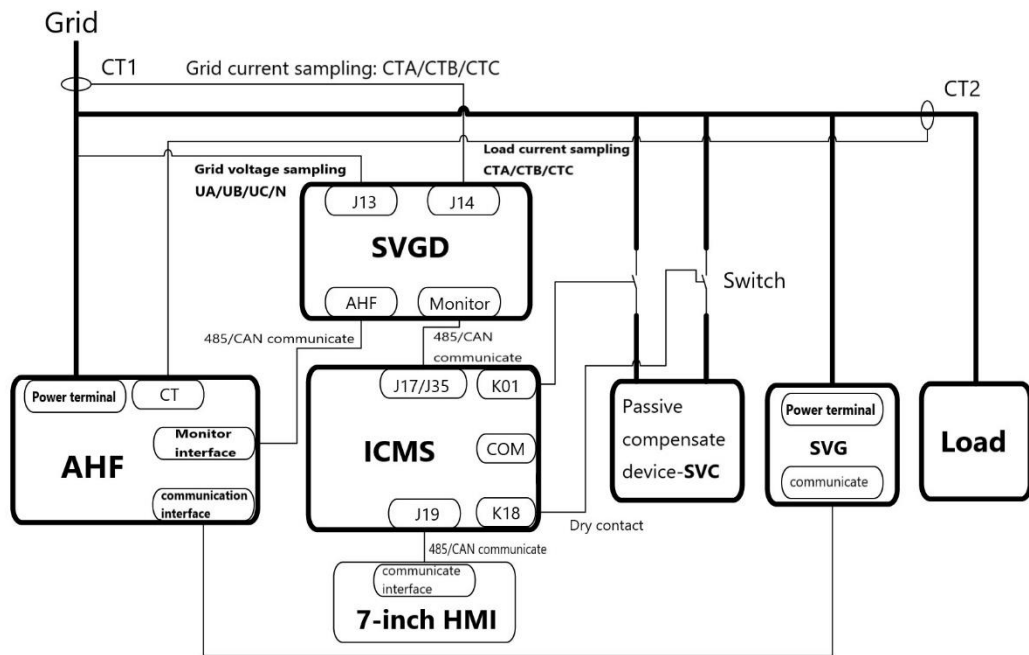 Grid
CT1
Grid current sampling: CTA/CTB/CTC
CT2
Load current sampling
CTA/CTB/CTC
Grid voltage sampling
UA/UB/UC/N
J13
J14
SVGD
Switch
AHF
Monitor
485/CAN communicate
485/CAN
communicate
Power terminal
CT
J17/J35
K01
Monitor
interface
AHF
communication
interface
ICMS
COM
J19
K18
Dry contact
Passive
compensate
device-SVC
Power terminal
SVG
communicate
Load
485/CAN communicate
communicate
interface
7-inch HMI